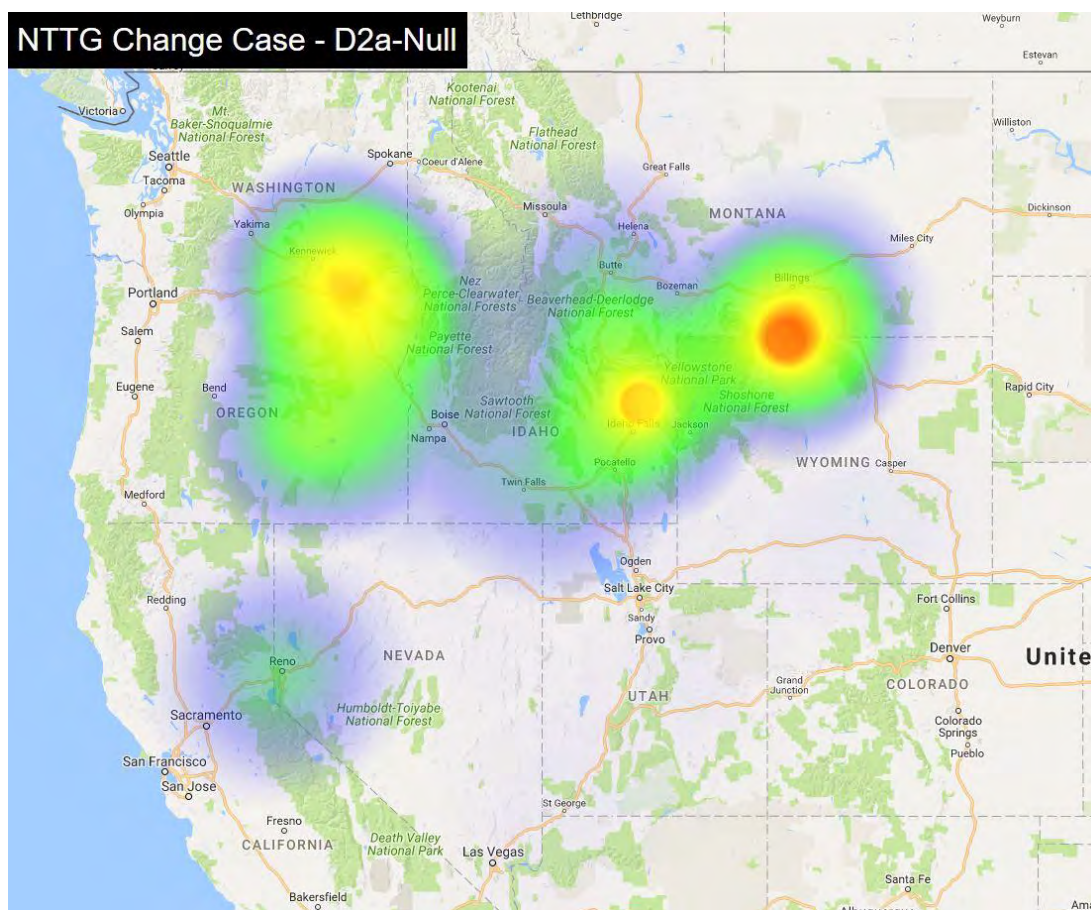 NTTG Change Case - D2a-Null
Lethbridge
Weyburn
Estevan
Kootenai
National Forest
Victoria
Mt.
Baker-Snoqualmie
National Forest
Flathead
National Forest
Williston
Seattle
Spokane
Coeur d'Alene
Great Falls
Tacoma
WASHINGTON
Olympia
Missoula
MONTANA
Dickinson
Yakima
Helena
Miles City
Kennewick
Butte
Billings
Portland
Nez
Perce-Clearwater
National Forests
Bozeman
Beaverhead-Deerlodge
National Forest
Salem
Payette
National Forest
Yellowstone
National Park
Eugene
Bend
Sawtooth
National Forest
Shoshone
National Forest
Rapid City
OREGON
Boise
Nampa
IDAHO
Idaho Falls
Jackson
Pocatello
WYOMING
Casper
Twin Falls
Medford
Ogden
Salt Lake City
Redding
Sandy
Provo
Fort Collins
Reno
NEVADA
Denver
Unite
Grand
Junction
COLORADO
UTAH
Humboldt-Toiyabe
National Forest
Sacramento
Colorado
Springs
Pueblo
San Francisco
San Jose
St George
Fresno
CALIFORNIA
Death Valley
National Park
Las Vegas
Santa Fe
Bakersfield